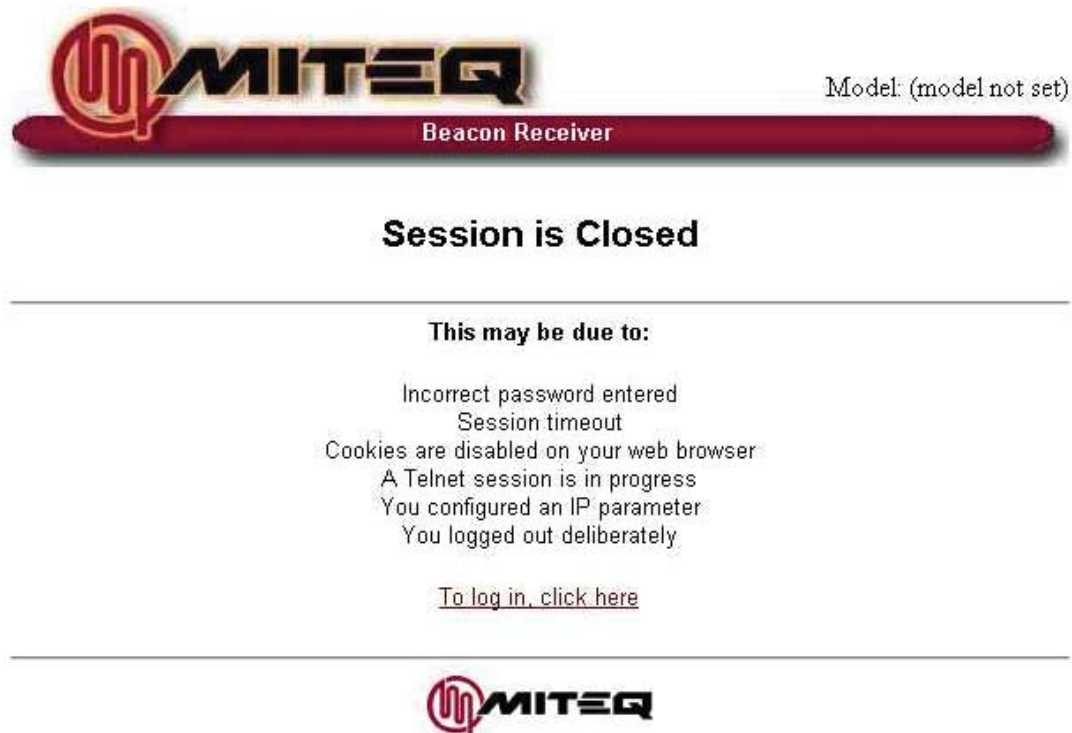 MITEQ
Model: (model not set)
Beacon Receiver
Session is Closed
This may be due to:
Incorrect password entered
Session timeout
Cookies are disabled on your web browser
A Telnet session is in progress
You configured an IP parameter
You logged out deliberately
To log in, click here
MITEQ